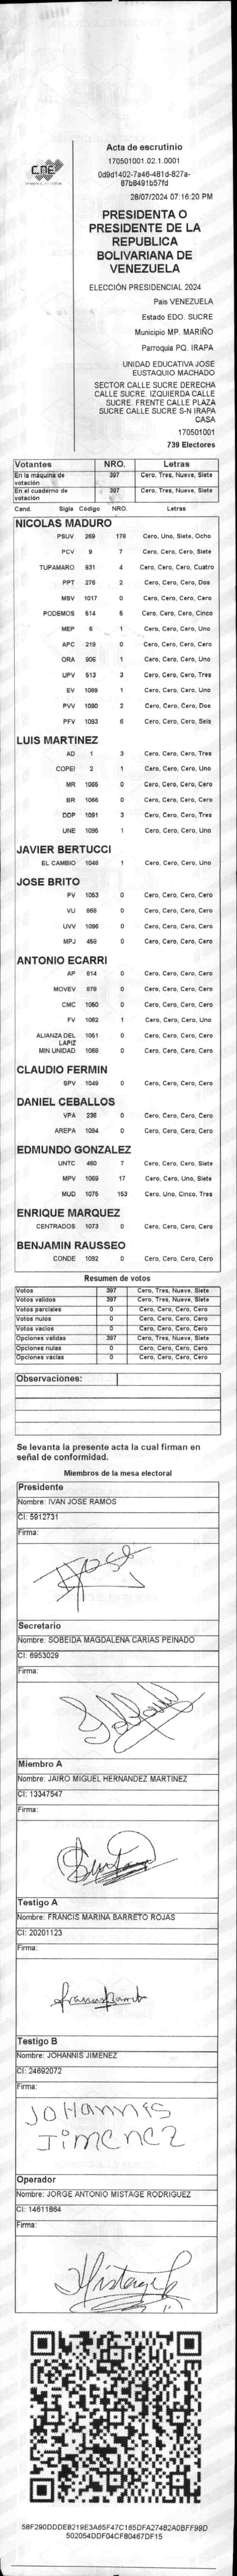 CNE
Acta de escrutinio
170501001.02.1.0001
0d9d1402-7a46-481d-827a-
87b8491b57fd
28/07/2024 07:16:20 PM
PRESIDENTA O
PRESIDENTE DE LA
REPUBLICA
BOLIVARIANA DE
VENEZUELA
ELECCIÓN PRESIDENCIAL 2024
Pais VENEZUELA
Estado EDO. SUCRE
Municipio MP. MARIÑO
Parroquia PQ. IRAPA
UNIDAD EDUCATIVA JOSE
EUSTAQUIO MACHADO
SECTOR CALLE SUCRE DERECHA
CALLE SUCRE. IZQUIERDA CALLE
SUCRE. FRENTE CALLE PLAZA
SUCRE CALLE SUCRE S-N IRAPA
CASA
170501001
739 Electores
Votantes NRO. Letras
En la máquina de votación 397 Cero, Tres, Nueve, Siete
En el cuaderno de votación 397 Cero, Tres, Nueve, Siete
Cand. Sigla Código NRO. Letras
NICOLAS MADURO
PSUV 269 178 Cero, Uno, Siete, Ocho
PCV 9 7 Cero, Cero, Cero, Siete
TUPAMARO 931 4 Cero, Cero, Cero, Cuatro
PPT 276 2 Cero, Cero, Cero, Dos
MSV 1017 0 Cero, Cero, Cero, Cero
PODEMOS 514 5 Cero, Cero, Cero, Cinco
MEP 6 1 Cero, Cero, Cero, Uno
APC 219 0 Cero, Cero, Cero, Cero
ORA 906 1 Cero, Cero, Cero, Uno
UPV 513 3 Cero, Cero, Cero, Tres
EV 1089 1 Cero, Cero, Cero, Uno
PVV 1090 2 Cero, Cero, Cero, Dos
PFV 1093 6 Cero, Cero, Cero, Seis
LUIS MARTINEZ
AD 1 3 Cero, Cero, Cero, Tres
COPEI 2 1 Cero, Cero, Cero, Uno
MR 1065 0 Cero, Cero, Cero, Cero
BR 1066 0 Cero, Cero, Cero, Cero
DDP 1091 3 Cero, Cero, Cero, Tres
UNE 1095 1 Cero, Cero, Cero, Uno
JAVIER BERTUCCI
EL CAMBIO 1048 1 Cero, Cero, Cero, Uno
JOSE BRITO
PV 1053 0 Cero, Cero, Cero, Cero
VU 868 0 Cero, Cero, Cero, Cero
UVV 1096 0 Cero, Cero, Cero, Cero
MPJ 459 0 Cero, Cero, Cero, Cero
ANTONIO ECARRI
AP 814 0 Cero, Cero, Cero, Cero
MOVEV 879 0 Cero, Cero, Cero, Cero
CMC 1050 0 Cero, Cero, Cero, Cero
FV 1062 1 Cero, Cero, Cero, Uno
ALIANZA DEL LAPIZ 1051 0 Cero, Cero, Cero, Cero
MIN UNIDAD 1068 0 Cero, Cero, Cero, Cero
CLAUDIO FERMIN
SPV 1049 0 Cero, Cero, Cero, Cero
DANIEL CEBALLOS
VPA 236 0 Cero, Cero, Cero, Cero
AREPA 1094 0 Cero, Cero, Cero, Cero
EDMUNDO GONZALEZ
UNTC 460 7 Cero, Cero, Cero, Siete
MPV 1069 17 Cero, Cero, Uno, Siete
MUD 1075 153 Cero, Uno, Cinco, Tres
ENRIQUE MARQUEZ
CENTRADOS 1073 0 Cero, Cero, Cero, Cero
BENJAMIN RAUSSEO
CONDE 1092 0 Cero, Cero, Cero, Cero
Resumen de votos
Votos 397 Cero, Tres, Nueve, Siete
Votos validos 397 Cero, Tres, Nueve, Siete
Votos parciales 0 Cero, Cero, Cero, Cero
Votos nulos 0 Cero, Cero, Cero, Cero
Votos vacios 0 Cero, Cero, Cero, Cero
Opciones validas 397 Cero, Tres, Nueve, Siete
Opciones nulas 0 Cero, Cero, Cero, Cero
Opciones vacias 0 Cero, Cero, Cero, Cero
Observaciones:
Se levanta la presente acta la cual firman en
señal de conformidad.
Miembros de la mesa electoral
Presidente
Nombre: IVAN JOSE RAMOS
CI: 5912731
Firma:
Secretario
Nombre: SOBEIDA MAGDALENA CARIAS PEINADO
CI: 6953029
Firma:
Miembro A
Nombre: JAIRO MIGUEL HERNANDEZ MARTINEZ
CI: 13347547
Firma:
Testigo A
Nombre: FRANCIS MARINA BARRETO ROJAS
CI: 20201123
Firma:
Testigo B
Nombre: JOHANNIS JIMENEZ
CI: 24692072
Firma:
JOHANNIS
JIMENEZ
Operador
Nombre: JORGE ANTONIO MISTAGE RODRIGUEZ
CI: 14611864
Firma:
58F290DDDE8219E3A65F47C165DFA27482A0BFF99D
502054DDF04CF80467DF15